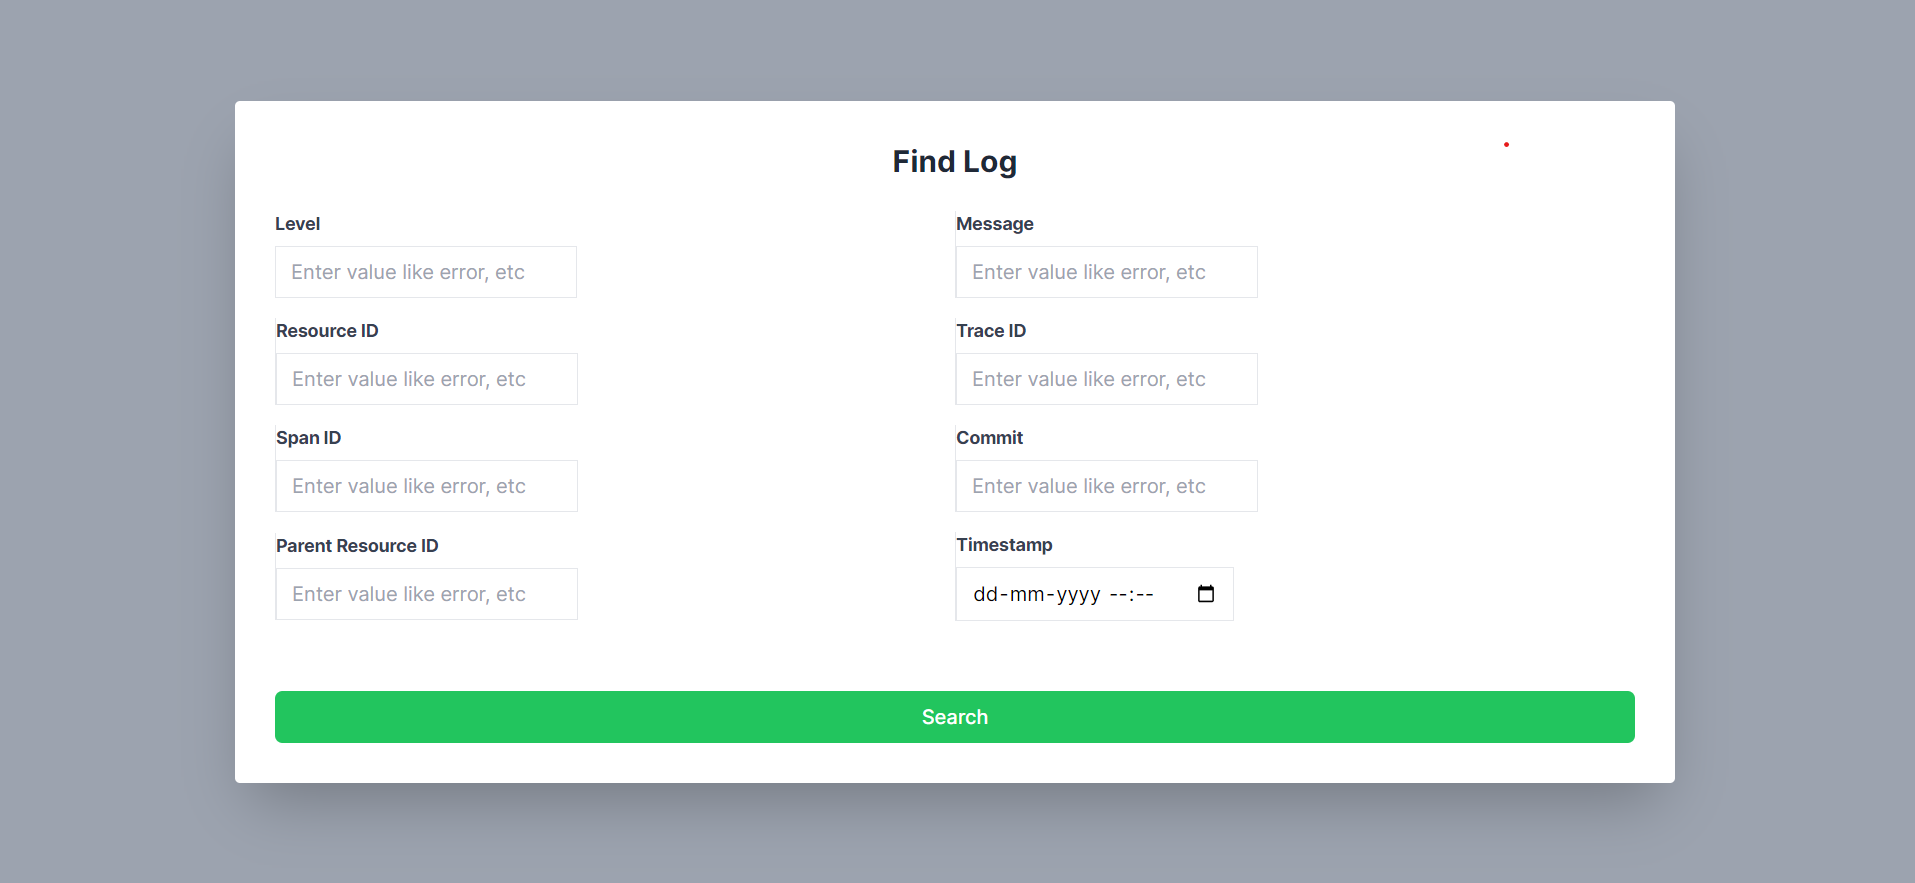 Find Log
Level
Message
Enter value like error, etc
Enter value like error, etc
Resource ID
Trace ID
Enter value like error, etc
Enter value like error, etc
Span ID
Commit
Enter value like error, etc
Enter value like error, etc
Parent Resource ID
Timestamp
Enter value like error, etc
dd-mm-yyyy --:--
Search